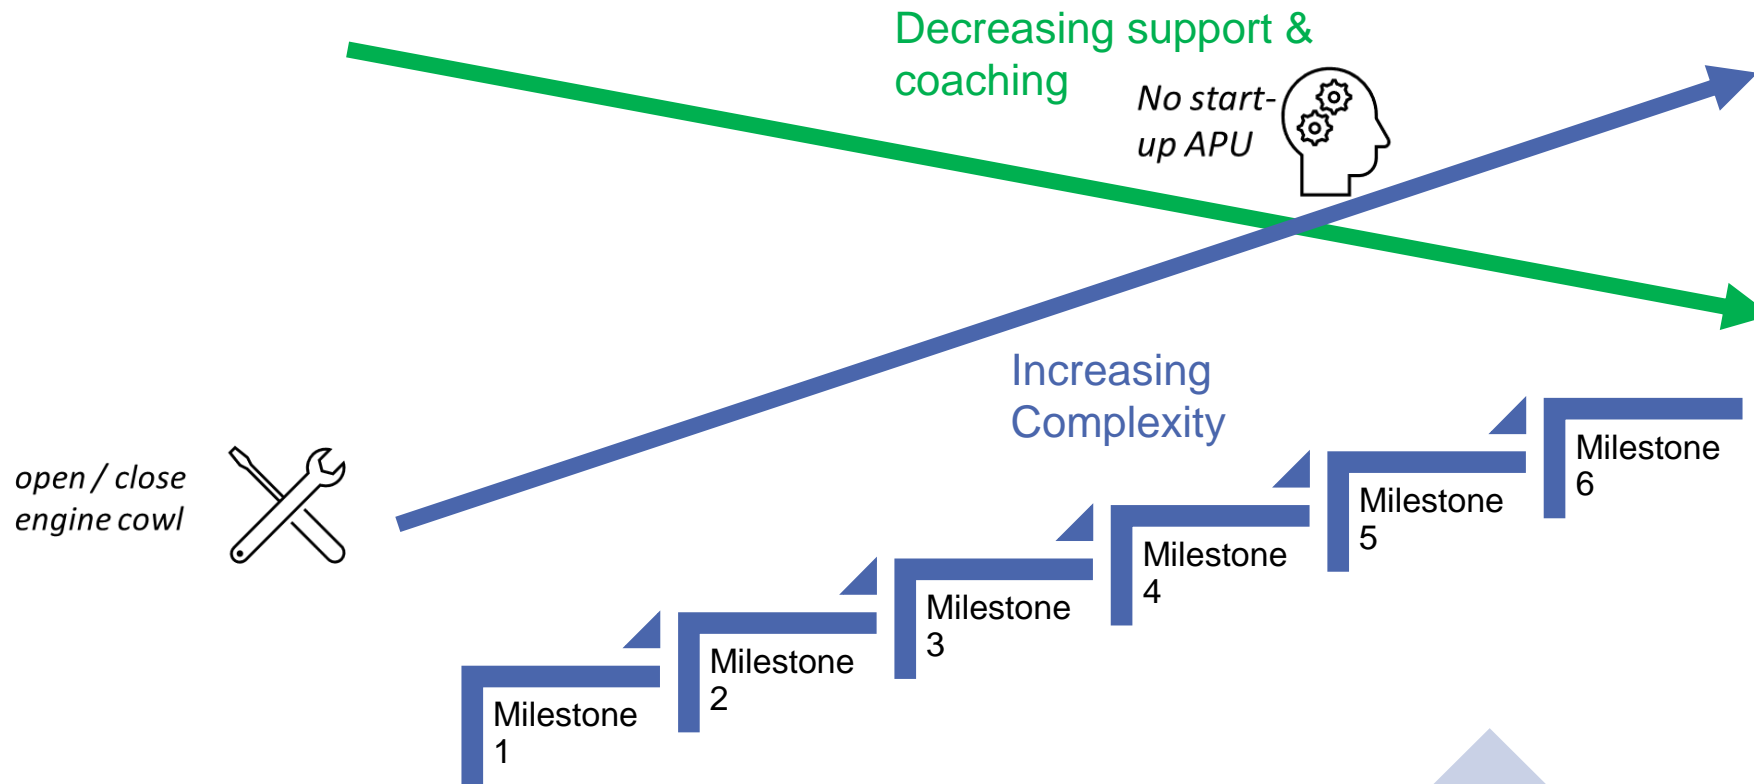 Decreasing support &
coaching
No start-
up APU
Increasing
Complexity
open / close
engine cowl
Milestone
1
Milestone
2
Milestone
3
Milestone
4
Milestone
5
Milestone
6